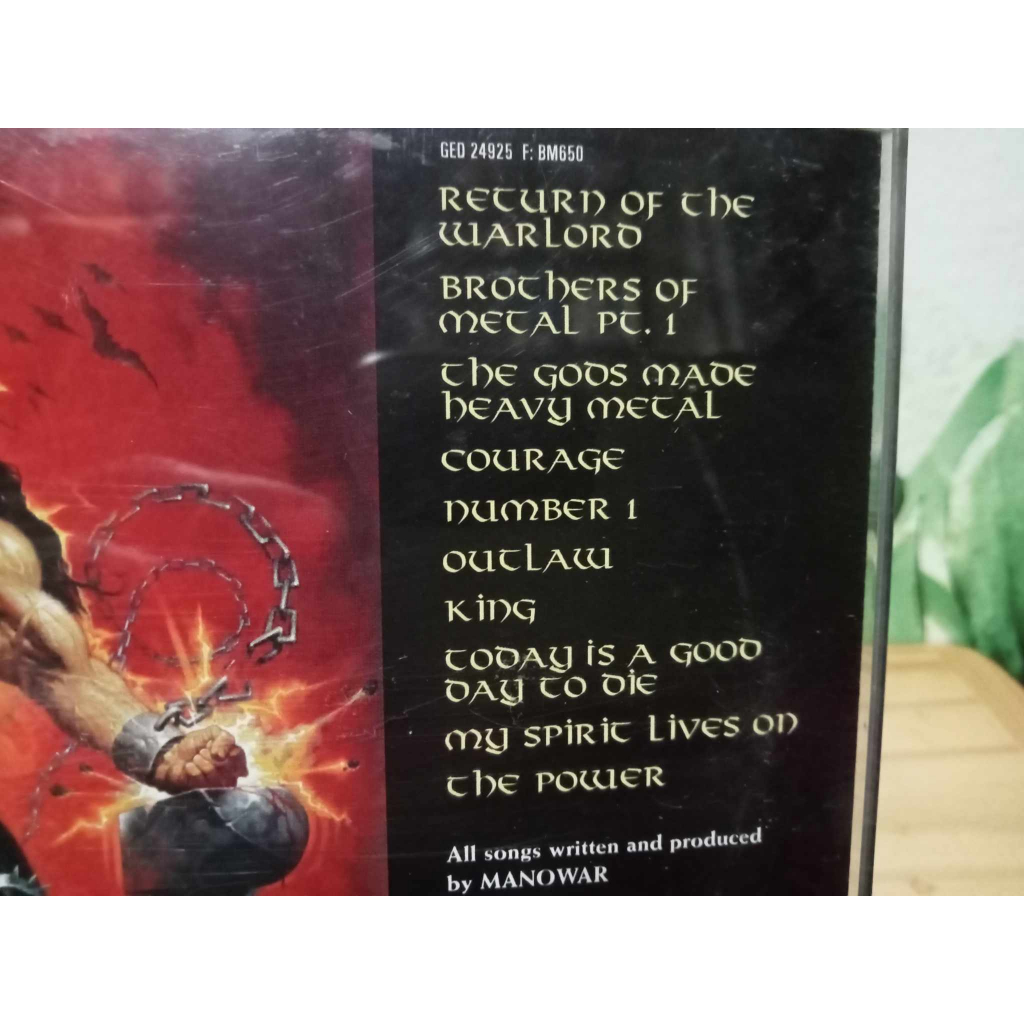 GED 24925 F: BM650
RETURN OF THE
WARLORD
BROTHERS OF
METAL PT. 1
THE GODS MADE
HEAVY METAL
COURAGE
NUMBER 1
OUTLAW
KING
TODAY IS A GOOD
DAY TO DIE
MY SPIRIT LIVES ON
THE POWER
All songs written and produced
by MANOWAR